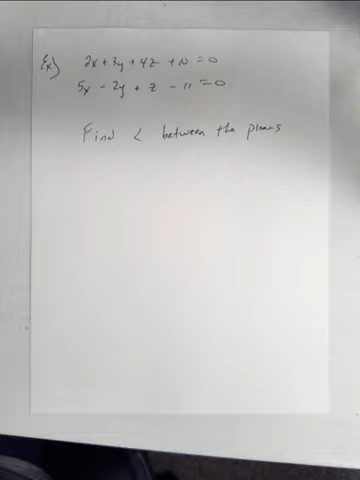 Ex) 2x + 3y + 4z + 10 = 0
5x - 2y + z - 11 = 0
Find < between the planes